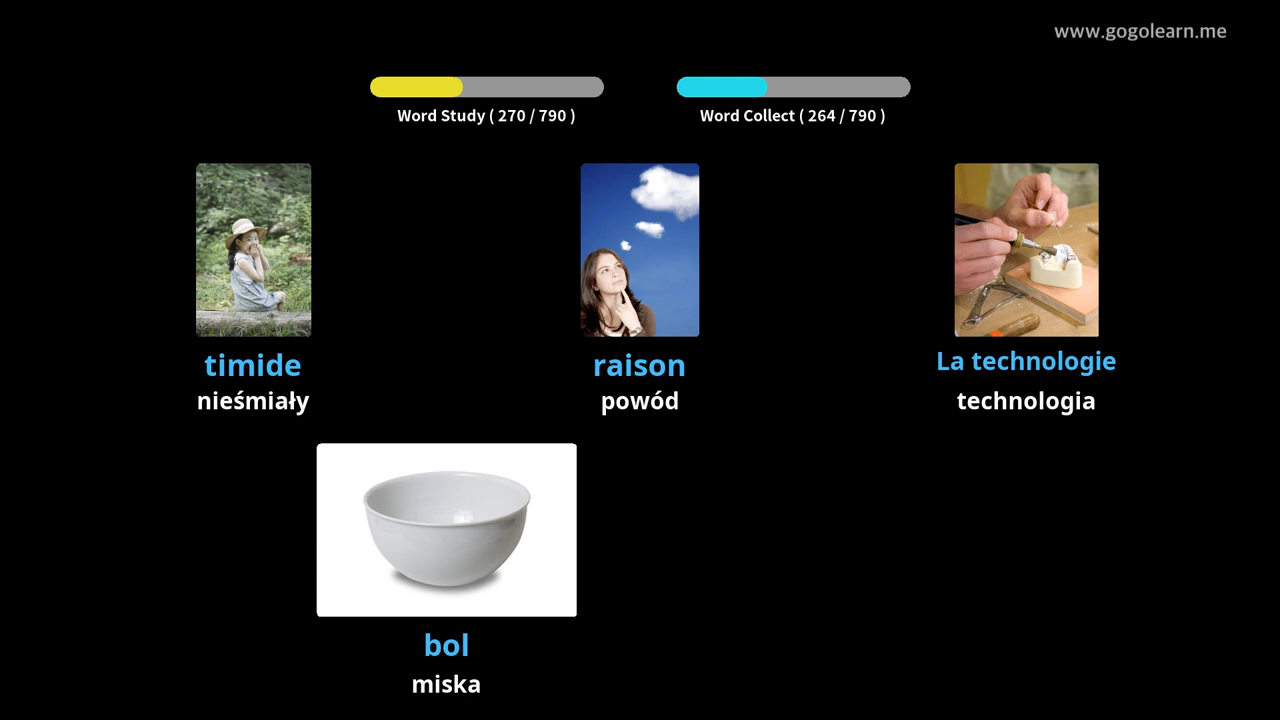 www.gogolearn.me
Word Study ( 270 / 790 )
Word Collect ( 264 / 790 )
timide
nieśmiały
raison
powód
La technologie
technologia
bol
miska